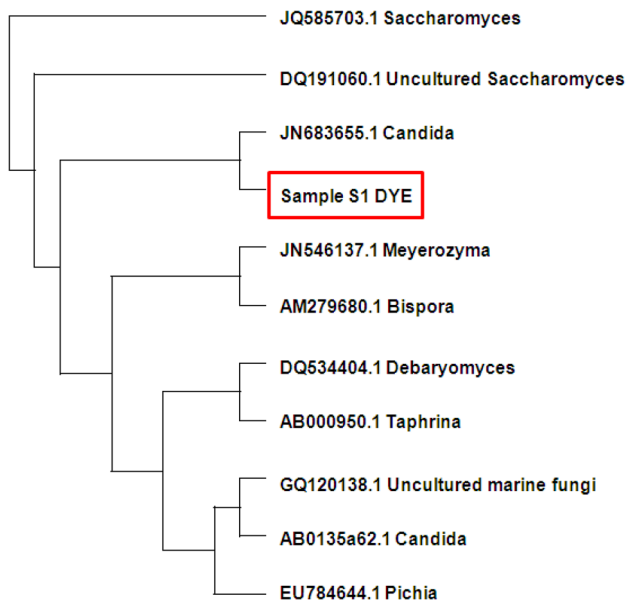 JQ585703.1 Saccharomyces
DQ191060.1 Uncultured Saccharomyces
JN683655.1 Candida
Sample S1 DYE
JN546137.1 Meyerozyma
AM279680.1 Bispora
DQ534404.1 Debaryomyces
AB000950.1 Taphrina
GQ120138.1 Uncultured marine fungi
AB0135a62.1 Candida
EU784644.1 Pichia